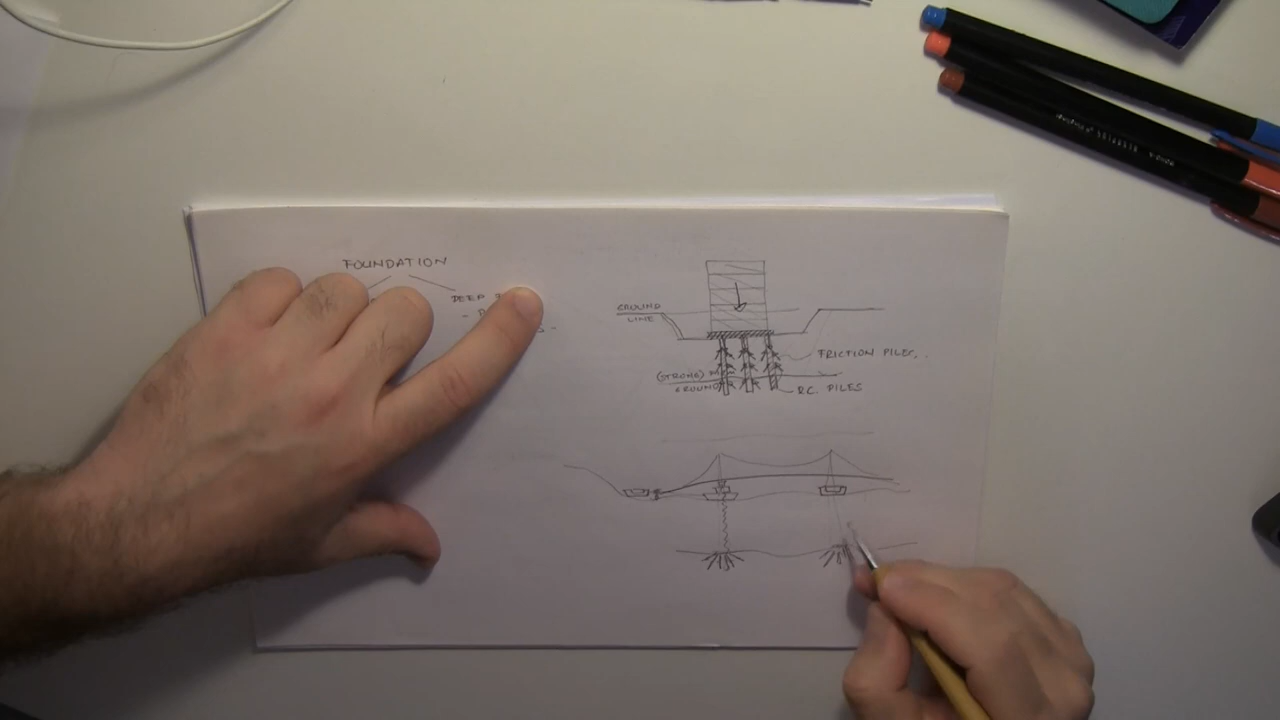 FOUNDATION
DEEP
GROUND
LINE
FRICTION PILES
(STRONG)
GROUND
R.C. PILES